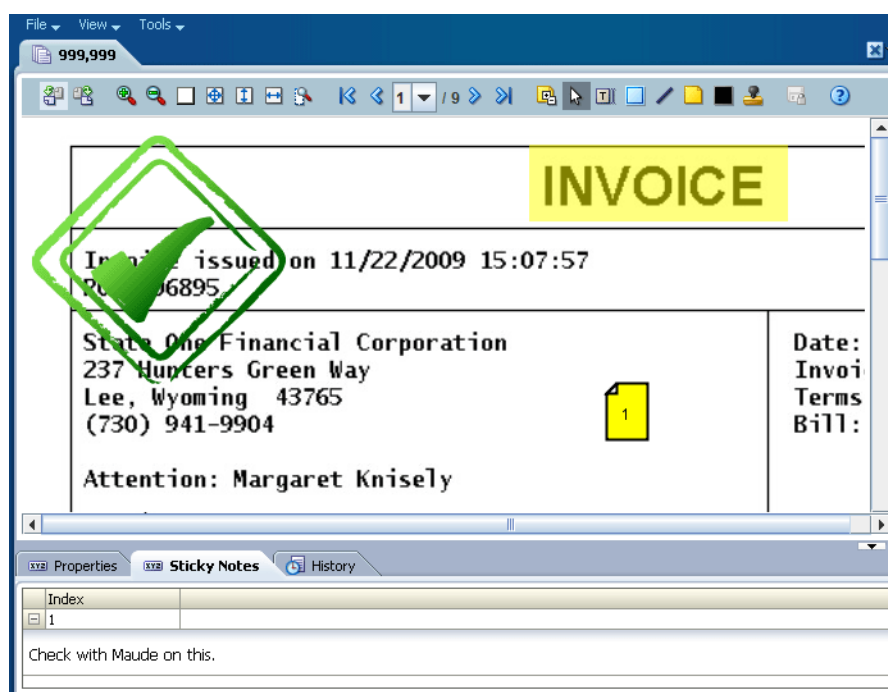 File View Tools
999,999
1 / 9
INVOICE
issued on 11/22/2009 15:07:57
State One Financial Corporation
237 Hunters Green Way
Lee, Wyoming 43765
(730) 941-9904
1
Attention: Margaret Knisely
Date:
Invoi
Terms
Bill:
Properties Sticky Notes History
Index
1
Check with Maude on this.